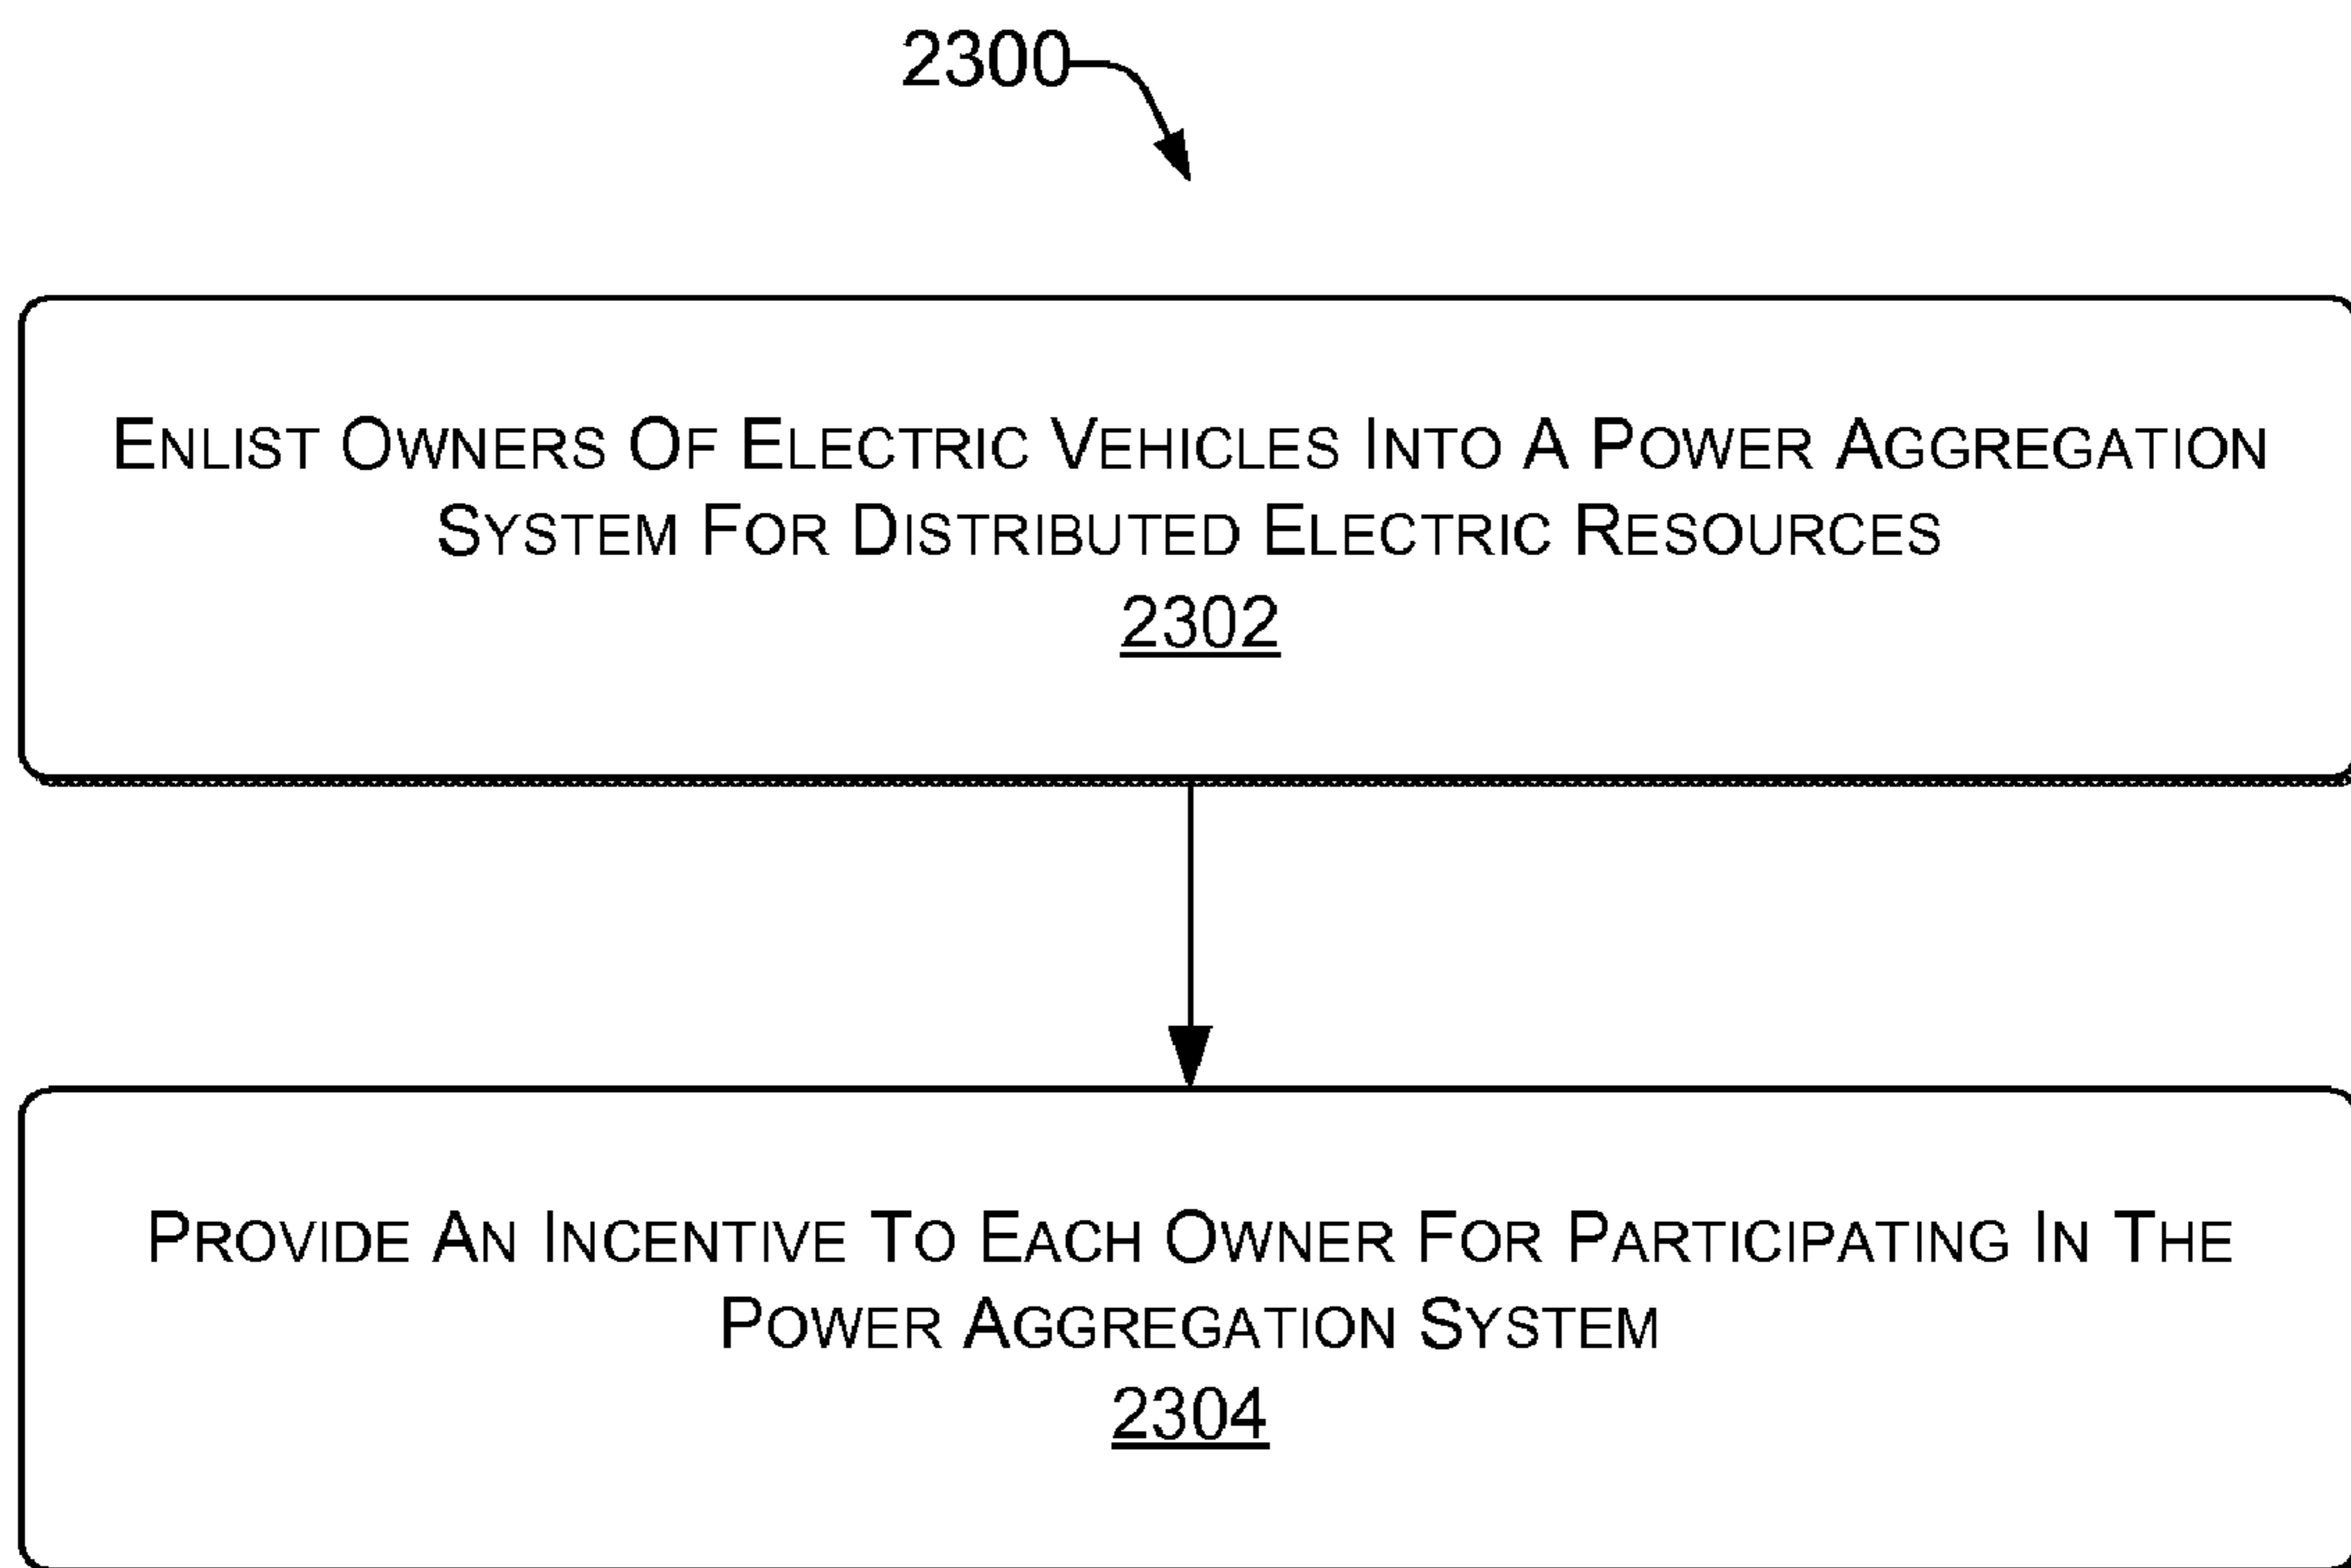 2300
ENLIST OWNERS OF ELECTRIC VEHICLES INTO A POWER AGGREGATION
SYSTEM FOR DISTRIBUTED ELECTRIC RESOURCES
2302
PROVIDE AN INCENTIVE TO EACH OWNER FOR PARTICIPATING IN THE
POWER AGGREGATION SYSTEM
2304